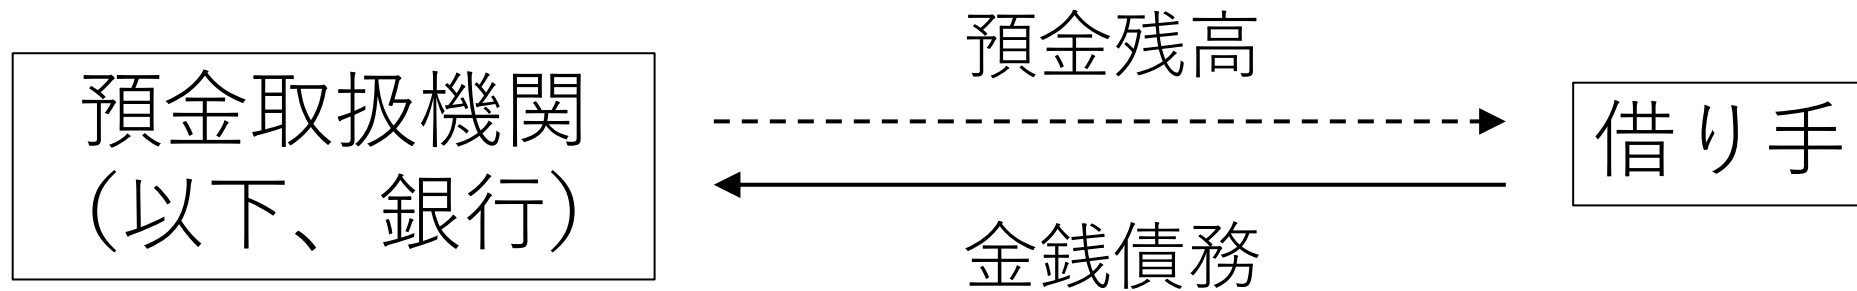 預金取扱機関
（以下、銀行）
預金残高
金銭債務
借り手